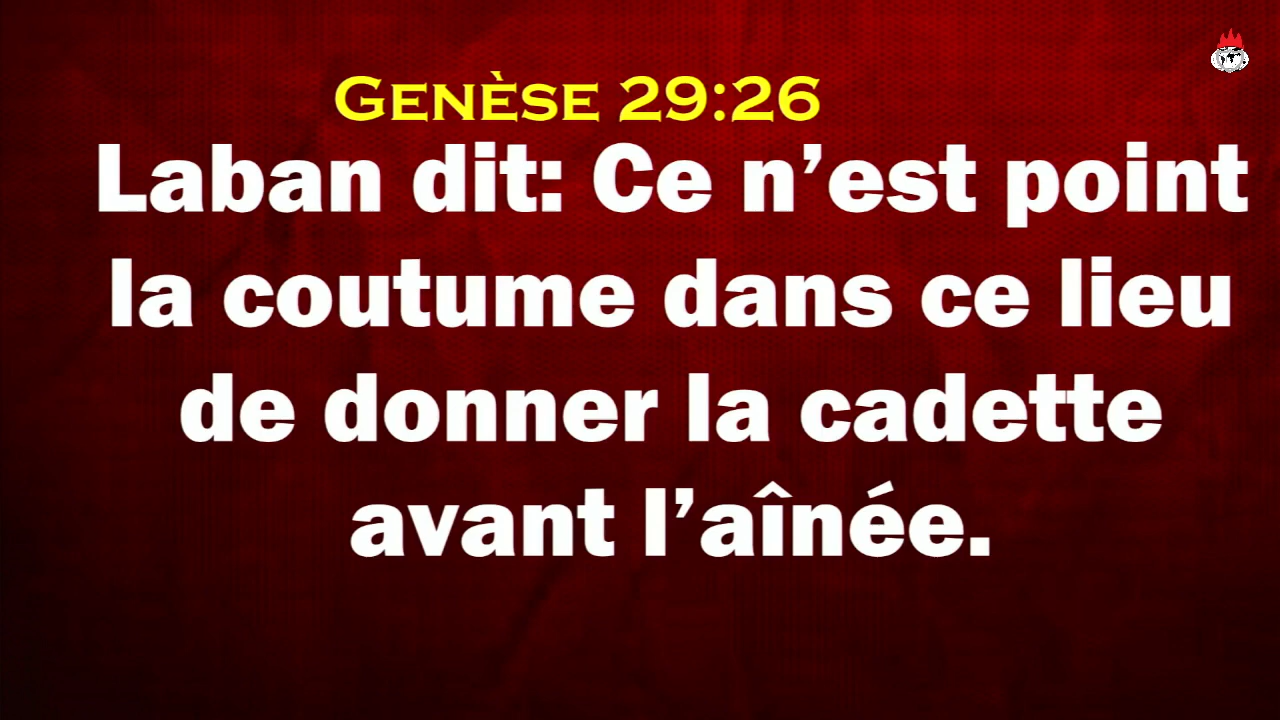 Genèse 29:26
Laban dit: Ce n’est point
la coutume dans ce lieu
de donner la cadette
avant l’aînée.